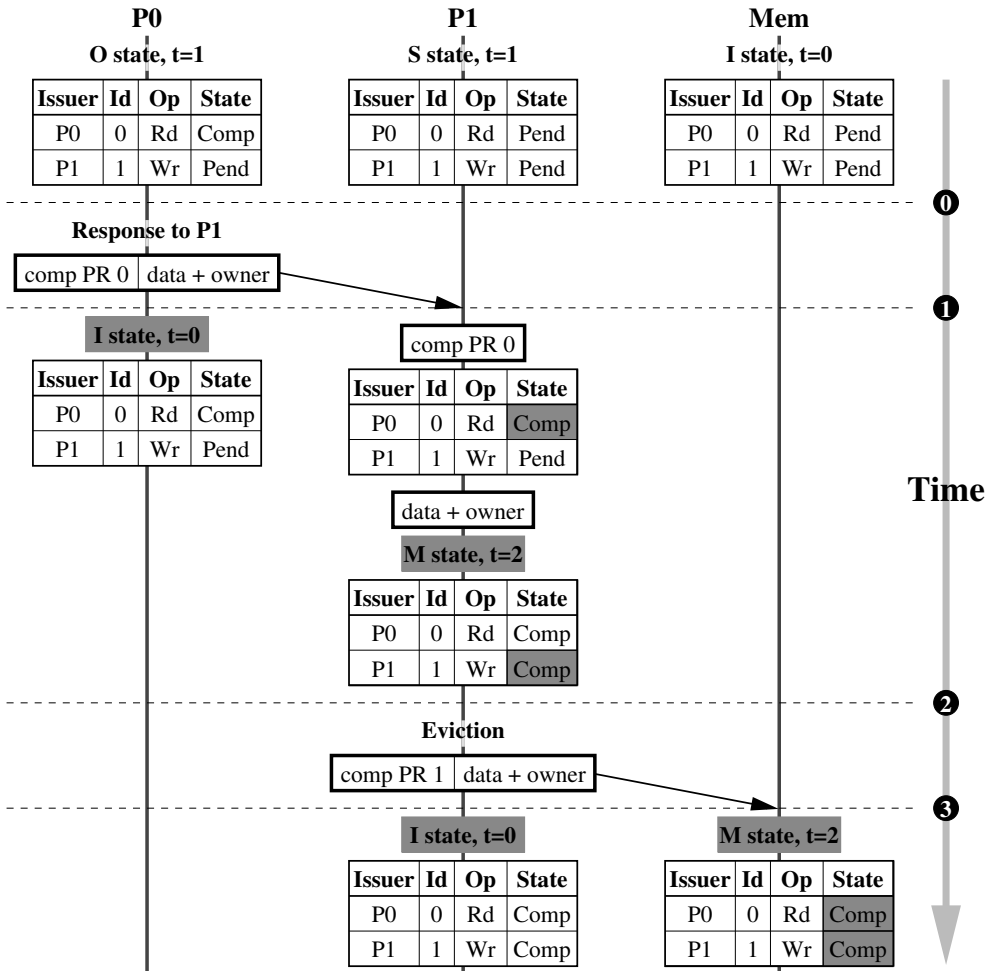 P0 P1 Mem
O state, t=1 S state, t=1 I state, t=0
Issuer Id Op State Issuer Id Op State Issuer Id Op State
P0 0 Rd Comp P0 0 Rd Pend P0 0 Rd Pend
P1 1 Wr Pend P1 1 Wr Pend P1 1 Wr Pend
0
Response to P1
comp PR 0 data + owner
1
I state, t=0
comp PR 0
Issuer Id Op State Issuer Id Op State
P0 0 Rd Comp P0 0 Rd Comp
P1 1 Wr Pend P1 1 Wr Pend
Time
data + owner
M state, t=2
Issuer Id Op State
P0 0 Rd Comp
P1 1 Wr Comp
2
Eviction
comp PR 1 data + owner
3
I state, t=0 M state, t=2
Issuer Id Op State Issuer Id Op State
P0 0 Rd Comp P0 0 Rd Comp
P1 1 Wr Comp P1 1 Wr Comp